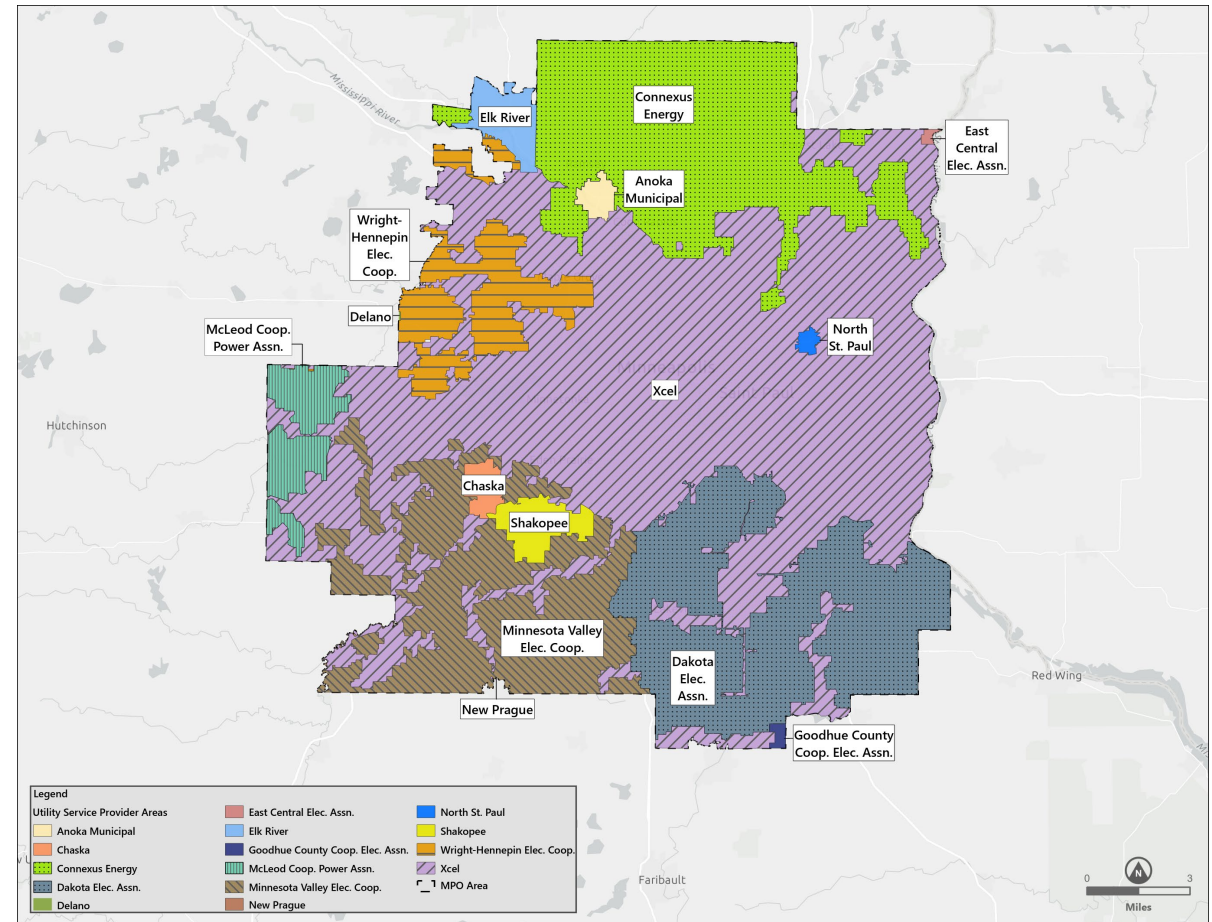 Mississippi River
Connexus
Energy
Elk River
East
Central
Elec. Assn.
Anoka
Municipal
Wright-
Hennepin
Elec.
Coop.
Delano
McLeod Coop.
Power Assn.
North
St. Paul
Xcel
Hutchinson
Chaska
Shakopee
Minnesota Valley
Elec. Coop.
Dakota
Elec.
Assn.
Red Wing
New Prague
Goodhue County
Coop. Elec. Assn.
Faribault
Legend
Utility Service Provider Areas
Anoka Municipal
Chaska
Connexus Energy
Dakota Elec. Assn.
Delano
East Central Elec. Assn.
Elk River
Goodhue County Coop. Elec. Assn.
McLeod Coop. Power Assn.
Minnesota Valley Elec. Coop.
New Prague
North St. Paul
Shakopee
Wright-Hennepin Elec. Coop.
Xcel
MPO Area
N
0 3
Miles